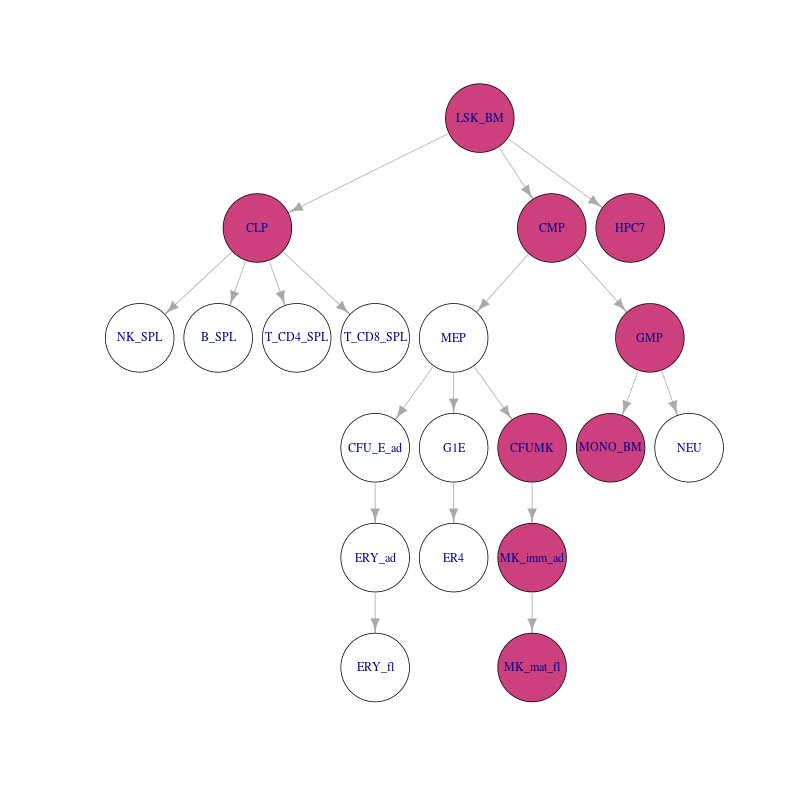 LSK_BM
CLP
CMP
HPC7
NK_SPL
B_SPL
T_CD4_SPL
T_CD8_SPL
MEP
GMP
CFU_E_ad
G1E
CFUMK
MONO_BM
NEU
ERY_ad
ER4
MK_imm_ad
ERY_fl
MK_mat_fl